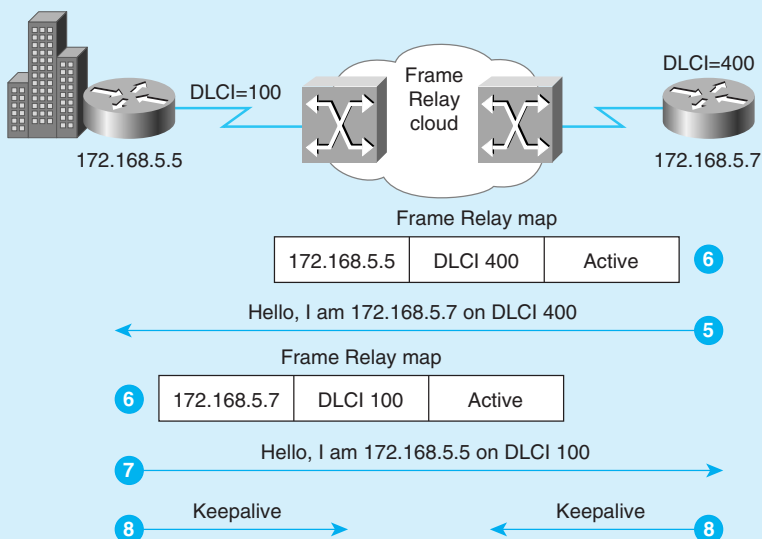 DLCI=100
Frame
Relay
cloud
DLCI=400
172.168.5.5
172.168.5.7
Frame Relay map
172.168.5.5 DLCI 400 Active 6
Hello, I am 172.168.5.7 on DLCI 400
5
Frame Relay map
6 172.168.5.7 DLCI 100 Active
Hello, I am 172.168.5.5 on DLCI 100
7
Keepalive Keepalive
8 8